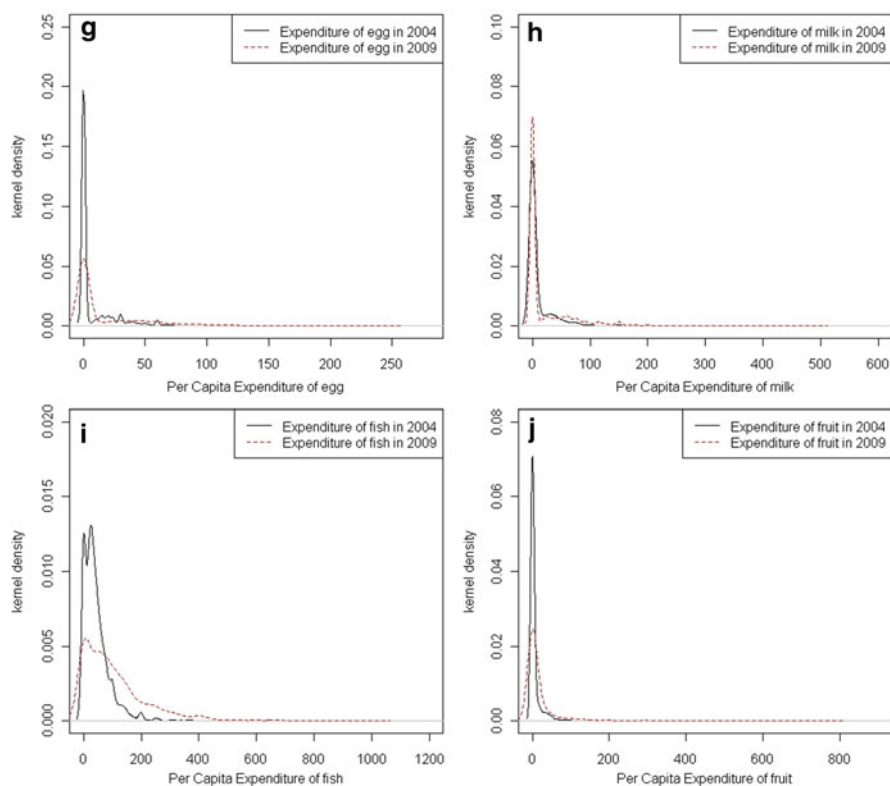 g
Expenditure of egg in 2004
Expenditure of egg in 2009
kernel density
0.00 0.05 0.10 0.15 0.20 0.25
0 50 100 150 200 250
Per Capita Expenditure of egg
h
Expenditure of milk in 2004
Expenditure of milk in 2009
kernel density
0.00 0.02 0.04 0.06 0.08 0.10
0 100 200 300 400 500 600
Per Capita Expenditure of milk
i
Expenditure of fish in 2004
Expenditure of fish in 2009
kernel density
0.000 0.005 0.010 0.015 0.020
0 200 400 600 800 1000 1200
Per Capita Expenditure of fish
j
Expenditure of fruit in 2004
Expenditure of fruit in 2009
kernel density
0.00 0.02 0.04 0.06 0.08
0 200 400 600 800
Per Capita Expenditure of fruit